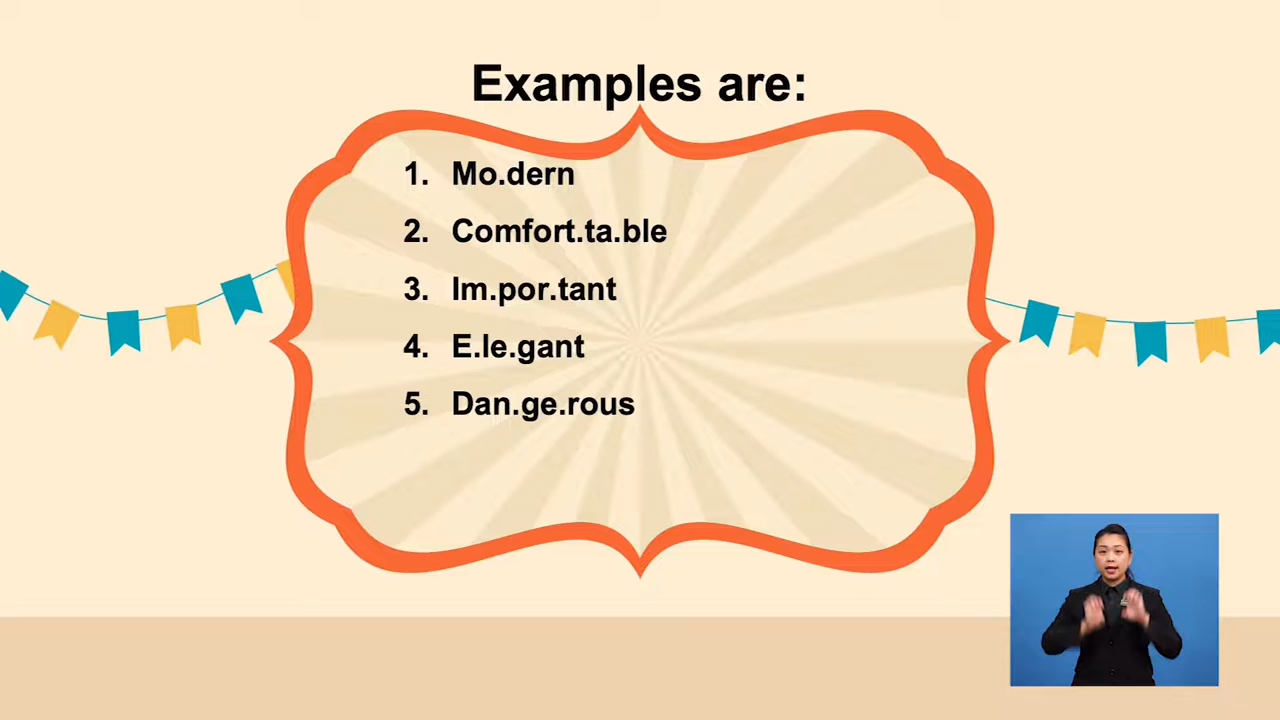 Examples are:
1. Mo.dern
2. Comfort.ta.ble
3. Im.por.tant
4. E.le.gant
5. Dan.ge.rous